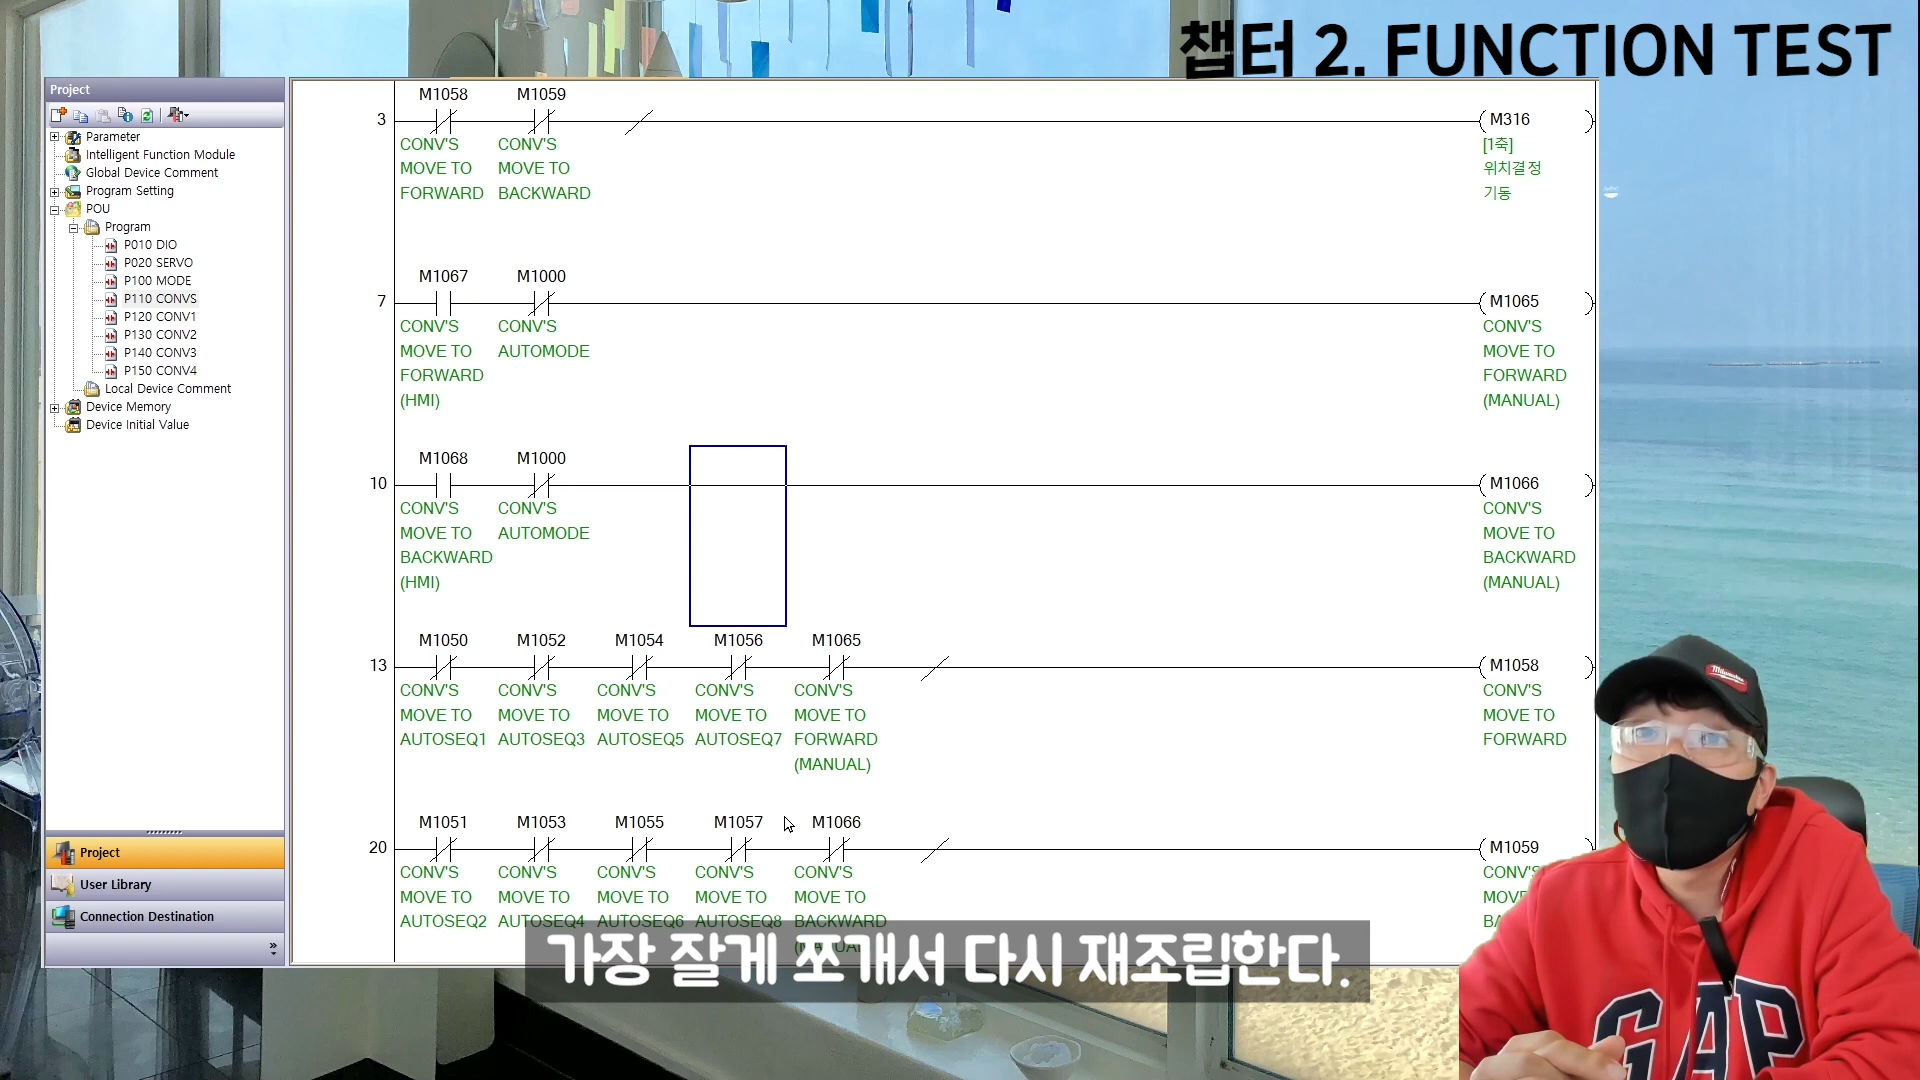 챕터 2. FUNCTION TEST
Project
Parameter
Intelligent Function Module
Global Device Comment
Program Setting
POU
Program
P010 DIO
P020 SERVO
P100 MODE
P110 CONVS
P120 CONV1
P130 CONV2
P140 CONV3
P150 CONV4
Local Device Comment
Device Memory
Device Initial Value
Project
User Library
Connection Destination
M1058 M1059
3 M316
CONV'S CONV'S [1축]
MOVE TO MOVE TO 위치결정
FORWARD BACKWARD 기동
M1067 M1000
7 M1065
CONV'S CONV'S CONV'S
MOVE TO AUTOMODE MOVE TO
FORWARD FORWARD
(HMI) (MANUAL)
M1068 M1000
10 M1066
CONV'S CONV'S CONV'S
MOVE TO AUTOMODE MOVE TO
BACKWARD BACKWARD
(HMI) (MANUAL)
M1050 M1052 M1054 M1056 M1065
13 M1058
CONV'S CONV'S CONV'S CONV'S CONV'S CONV'S
MOVE TO MOVE TO MOVE TO MOVE TO MOVE TO MOVE TO
AUTOSEQ1 AUTOSEQ3 AUTOSEQ5 AUTOSEQ7 FORWARD FORWARD
(MANUAL)
M1051 M1053 M1055 M1057 M1066
20 M1059
CONV'S CONV'S CONV'S CONV'S CONV'S CONV'S
MOVE TO MOVE TO MOVE TO MOVE TO MOVE TO
AUTOSEQ2 AUTOSEQ4 AUTOSEQ6 AUTOSEQ8 BACKWARD
가장 잘게 쪼개서 다시 재조립한다.
Milwaukee
GAP